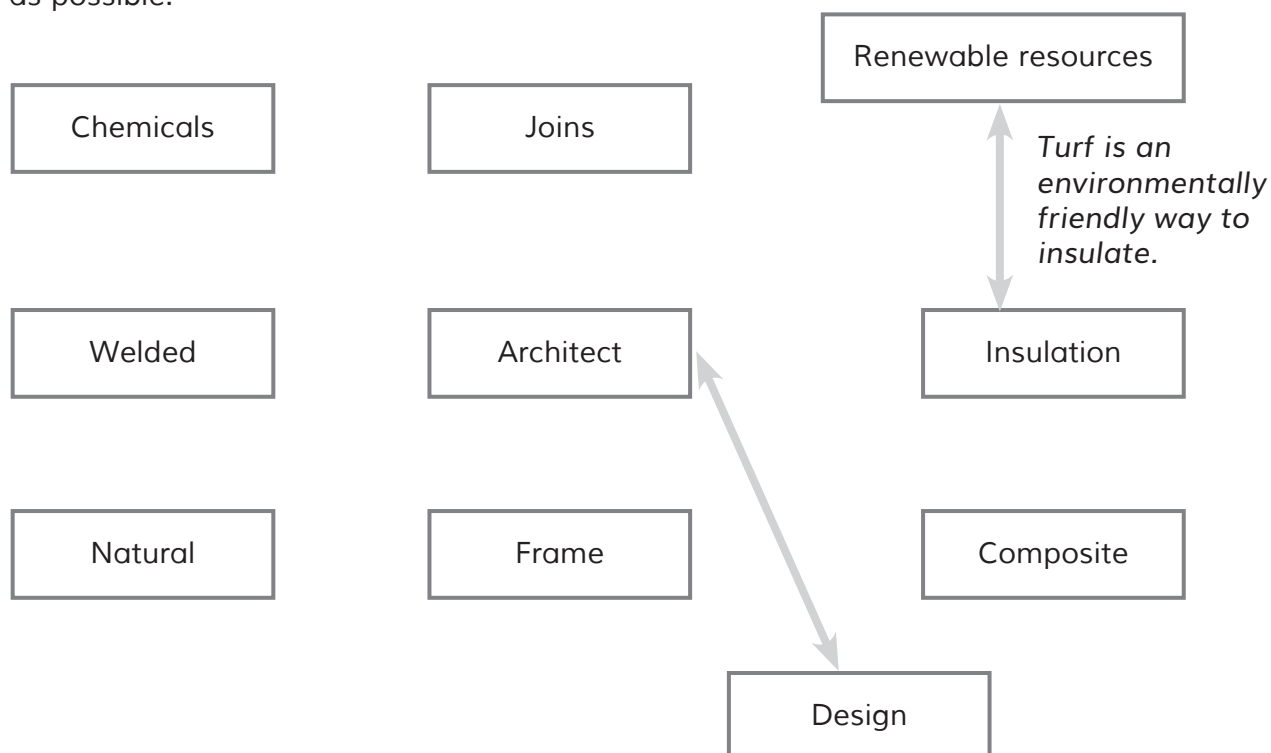 as possible.
Renewable resources
Chemicals
Joins
Turf is an
environmentally
friendly way to
insulate.
Welded
Architect
Insulation
Natural
Frame
Composite
Design